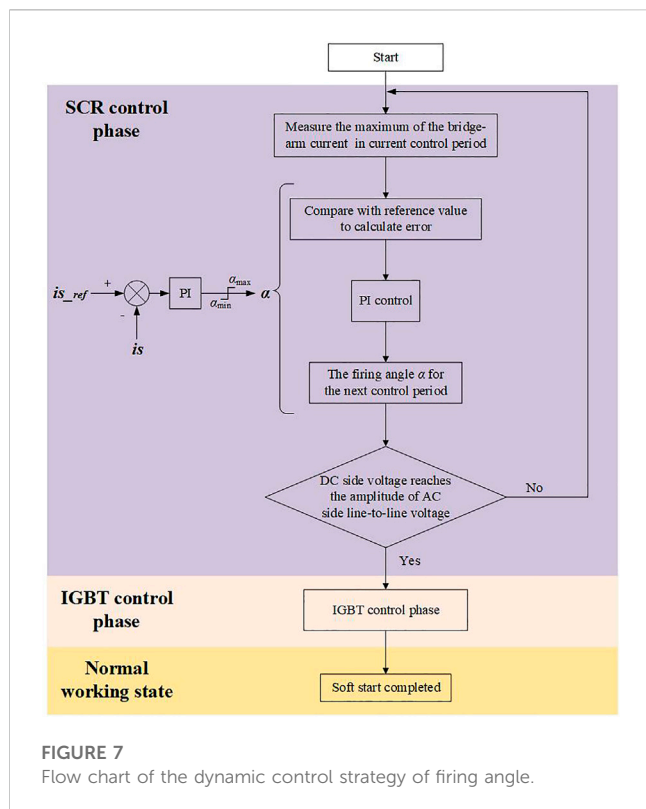 Start
SCR control
phase
Measure the maximum of the bridge-
arm current in current control period
Compare with reference value
to calculate error
is_ref
+
-
is
PI
αmax
αmin
α
PI control
The firing angle α for
the next control period
DC side voltage reaches
the amplitude of AC
side line-to-line voltage
No
Yes
IGBT control
phase
IGBT control phase
Normal
working state
Soft start completed
FIGURE 7
Flow chart of the dynamic control strategy of firing angle.